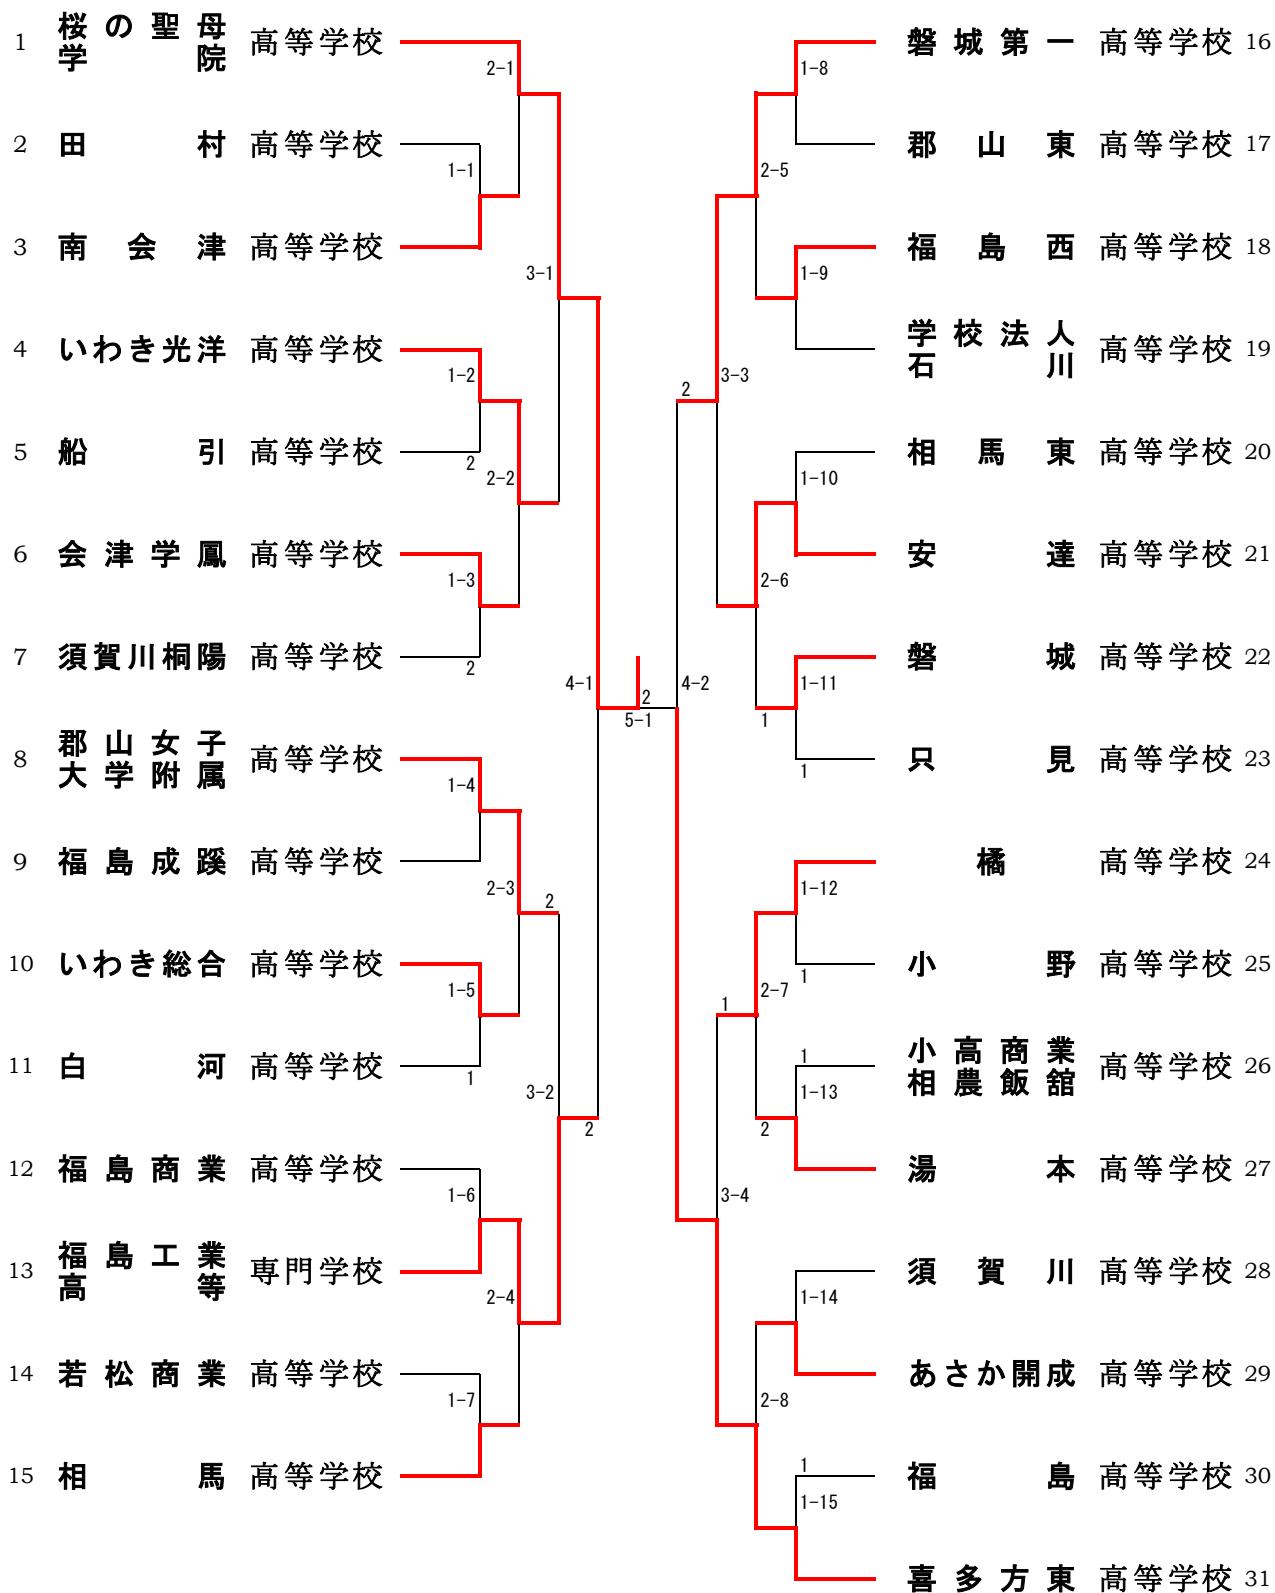 1 桜の聖母学院 高等学校
2-1
2 田村 高等学校
1-1
3 南会津 高等学校
3-1
4 いわき光洋 高等学校
1-2
5 船引 高等学校
2
2-2
6 会津学鳳 高等学校
1-3
7 須賀川桐陽 高等学校
2
4-1
8 郡山女子大学附属 高等学校
1-4
9 福島成蹊 高等学校
2-3
2
10 いわき総合 高等学校
1-5
11 白河 高等学校
1
3-2
2
12 福島商業 高等学校
1-6
13 福島工業高等 専門学校
2-4
14 若松商業 高等学校
1-7
15 相馬 高等学校
2
5-1
磐城第一 高等学校 16
1-8
郡山東 高等学校 17
2-5
福島西 高等学校 18
1-9
学校法人石川 高等学校 19
3-3
2
相馬東 高等学校 20
1-10
安達 高等学校 21
2-6
磐城 高等学校 22
4-2
1-11
1
只見 高等学校 23
1
橘 高等学校 24
1-12
小野 高等学校 25
1
2-7
1
小高商業相農飯舘 高等学校 26
1
1-13
2
湯本 高等学校 27
3-4
須賀川 高等学校 28
1-14
あさか開成 高等学校 29
2-8
福島 高等学校 30
1
1-15
喜多方東 高等学校 31